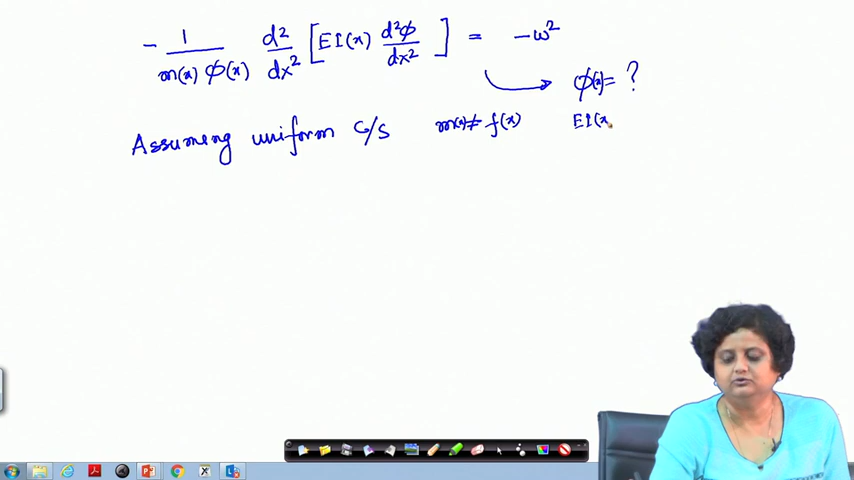 - 1 / m(x) φ(x) d2 / dx2 [ EI(x) d2φ / dx2 ] = -ω2
φ(x) = ?
Assuming uniform C/S m(x) ≠ f(x) EI(x